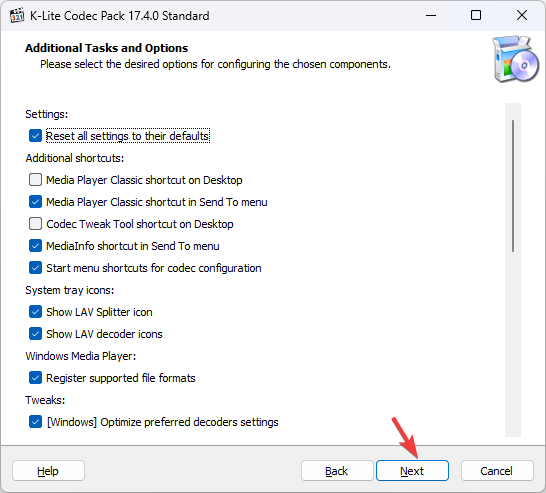 K-Lite Codec Pack 17.4.0 Standard
Additional Tasks and Options
Please select the desired options for configuring the chosen components.
Settings:
Reset all settings to their defaults
Additional shortcuts:
Media Player Classic shortcut on Desktop
Media Player Classic shortcut in Send To menu
Codec Tweak Tool shortcut on Desktop
MediaInfo shortcut in Send To menu
Start menu shortcuts for codec configuration
System tray icons:
Show LAV Splitter icon
Show LAV decoder icons
Windows Media Player:
Register supported file formats
Tweaks:
[Windows] Optimize preferred decoders settings
Help
Back
Next
Cancel